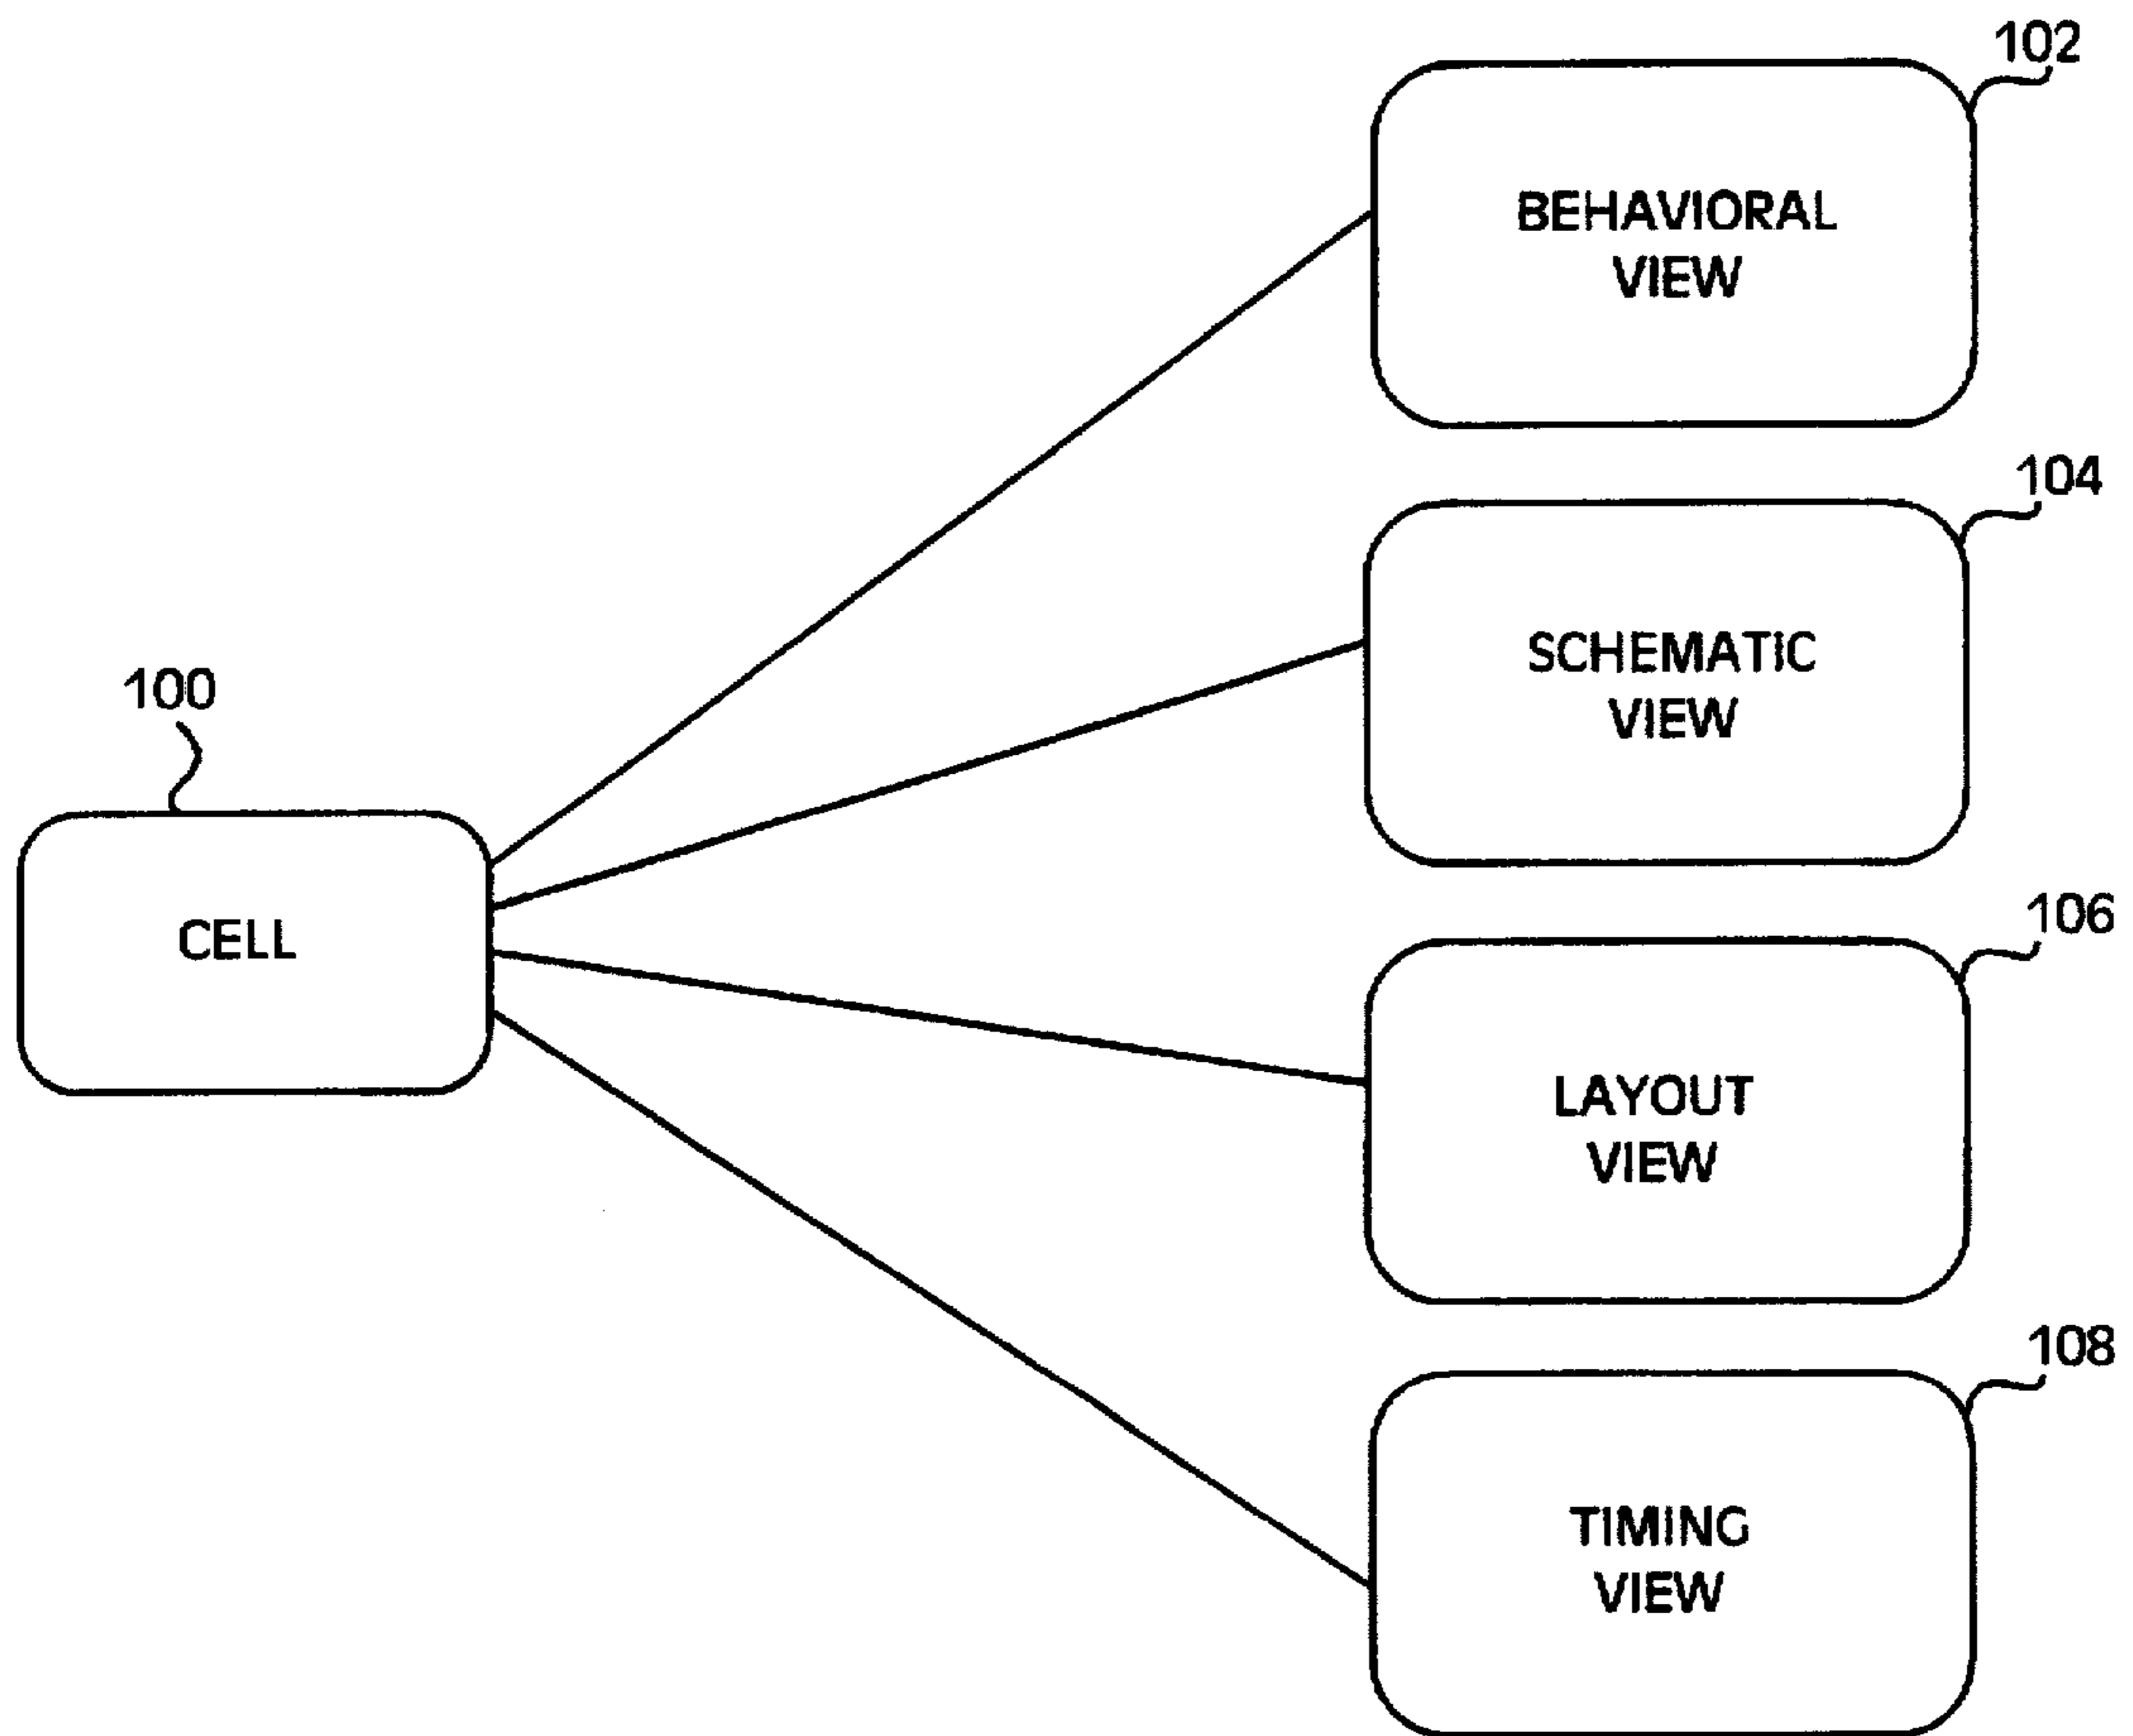 102
BEHAVIORAL
VIEW
104
SCHEMATIC
VIEW
100
CELL
106
LAYOUT
VIEW
108
TIMING
VIEW